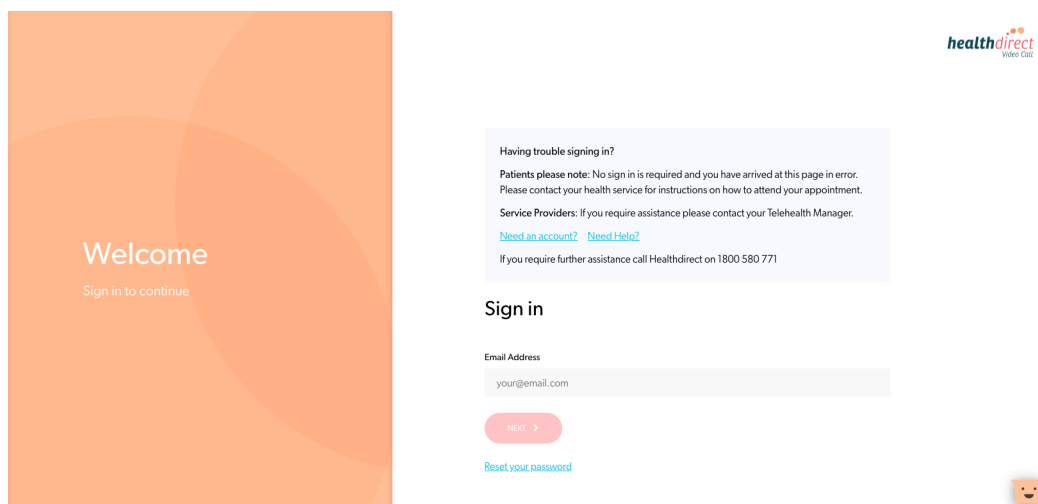 healthdirect
Video Call
Having trouble signing in?
Patients please note: No sign in is required and you have arrived at this page in error.
Please contact your health service for instructions on how to attend your appointment.
Service Providers: If you require assistance please contact your Telehealth Manager.
Need an account? Need Help?
If you require further assistance call Healthdirect on 1800 580 771
Welcome
Sign in to continue
Sign in
Email Address
your@email.com
NEXT
Reset your password